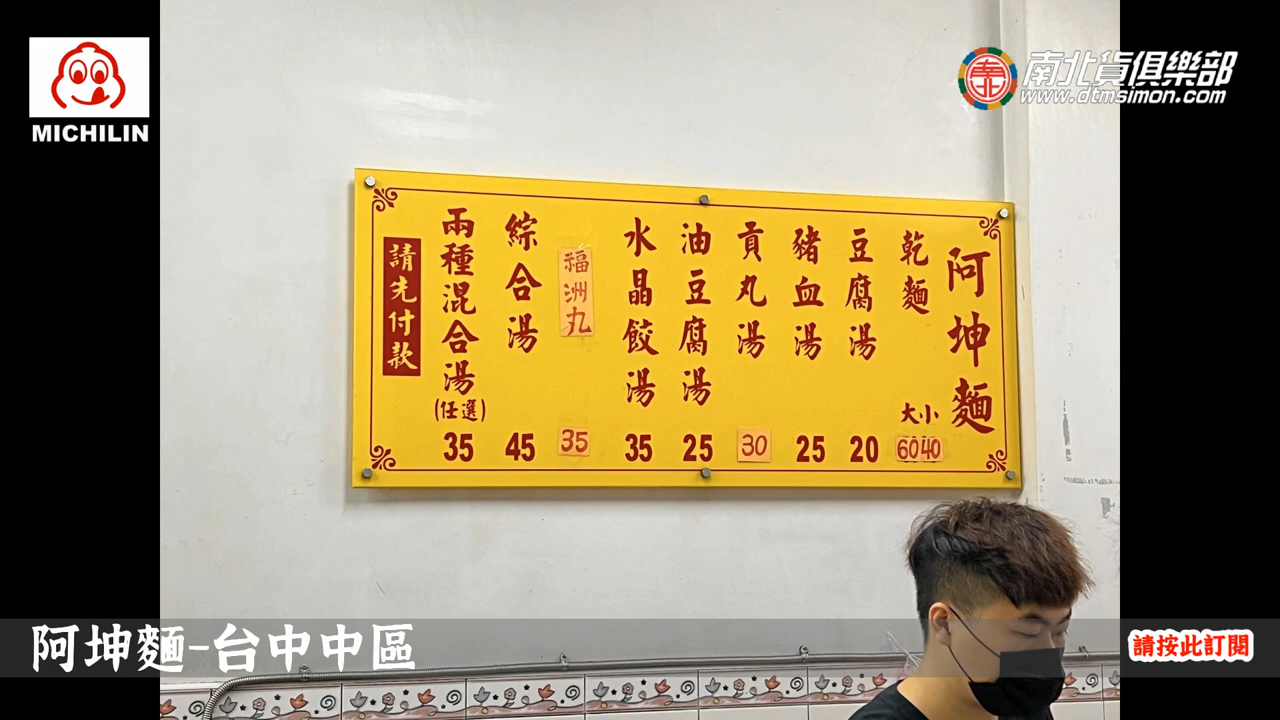 MICHILIN
南北貨俱樂部
www.dtmsimon.com
阿坤麵
乾麵 大小 60 40
豆腐湯 20
豬血湯 25
貢丸湯 30
油豆腐湯 25
水晶餃湯 35
福洲丸 35
綜合湯 45
兩種混合湯(任選) 35
請先付款
阿坤麵-台中中區
請按此訂閱